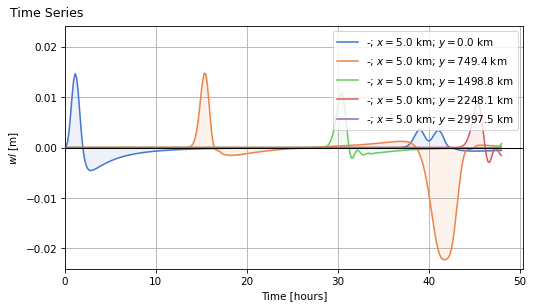 Time Series
0.02
0.01
0.00
−0.01
−0.02
wl [m]
-; x = 5.0 km; y = 0.0 km
-; x = 5.0 km; y = 749.4 km
-; x = 5.0 km; y = 1498.8 km
-; x = 5.0 km; y = 2248.1 km
-; x = 5.0 km; y = 2997.5 km
0 10 20 30 40 50
Time [hours]